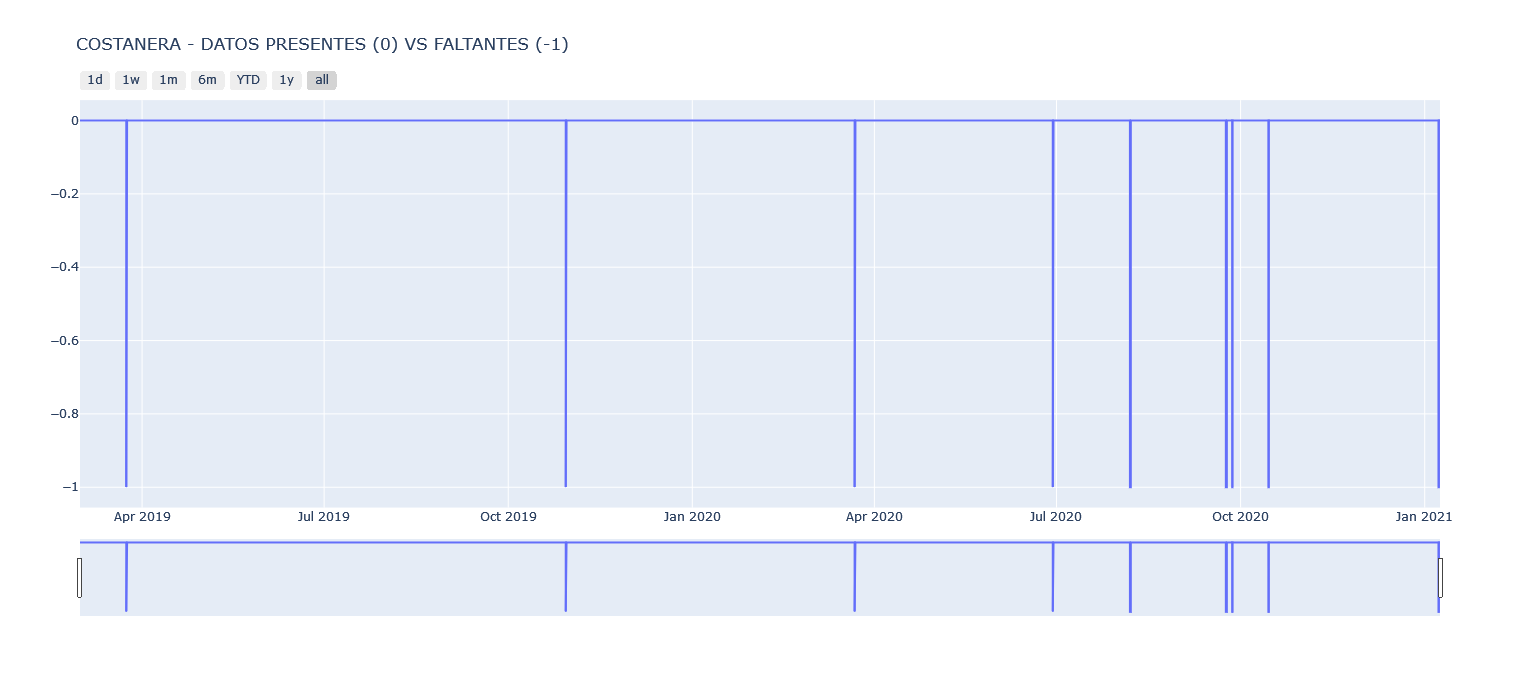 COSTANERA - DATOS PRESENTES (0) VS FALTANTES (-1)
1d 1w 1m 6m YTD 1y all
0
−0.2
−0.4
−0.6
−0.8
−1
Apr 2019 Jul 2019 Oct 2019 Jan 2020 Apr 2020 Jul 2020 Oct 2020 Jan 2021